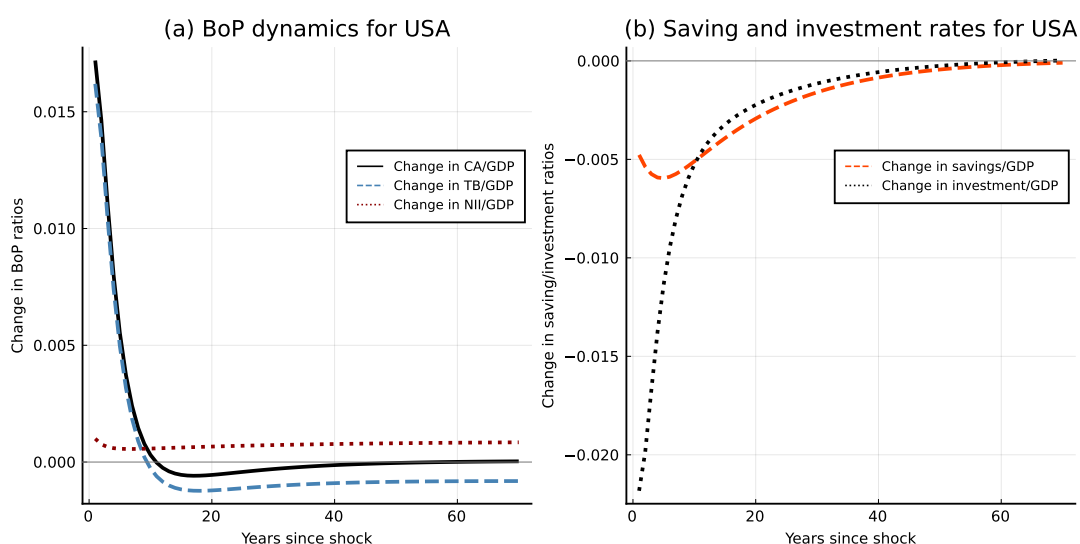 (a) BoP dynamics for USA
Change in BoP ratios
0.015
0.010
0.005
0.000
Change in CA/GDP
Change in TB/GDP
Change in NII/GDP
0
20
40
60
Years since shock
(b) Saving and investment rates for USA
Change in saving/investment ratios
0.000
−0.005
−0.010
−0.015
−0.020
Change in savings/GDP
Change in investment/GDP
0
20
40
60
Years since shock